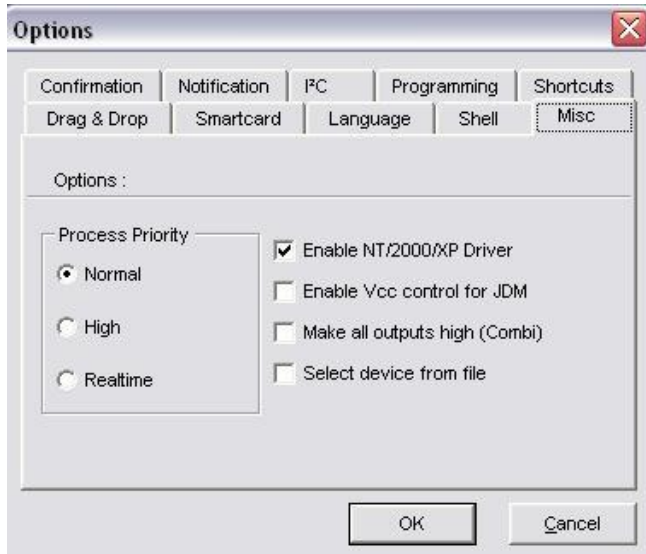 Options
Confirmation Notification I²C Programming Shortcuts
Drag & Drop Smartcard Language Shell Misc
Options :
Process Priority
Normal
High
Realtime
Enable NT/2000/XP Driver
Enable Vcc control for JDM
Make all outputs high (Combi)
Select device from file
OK Cancel